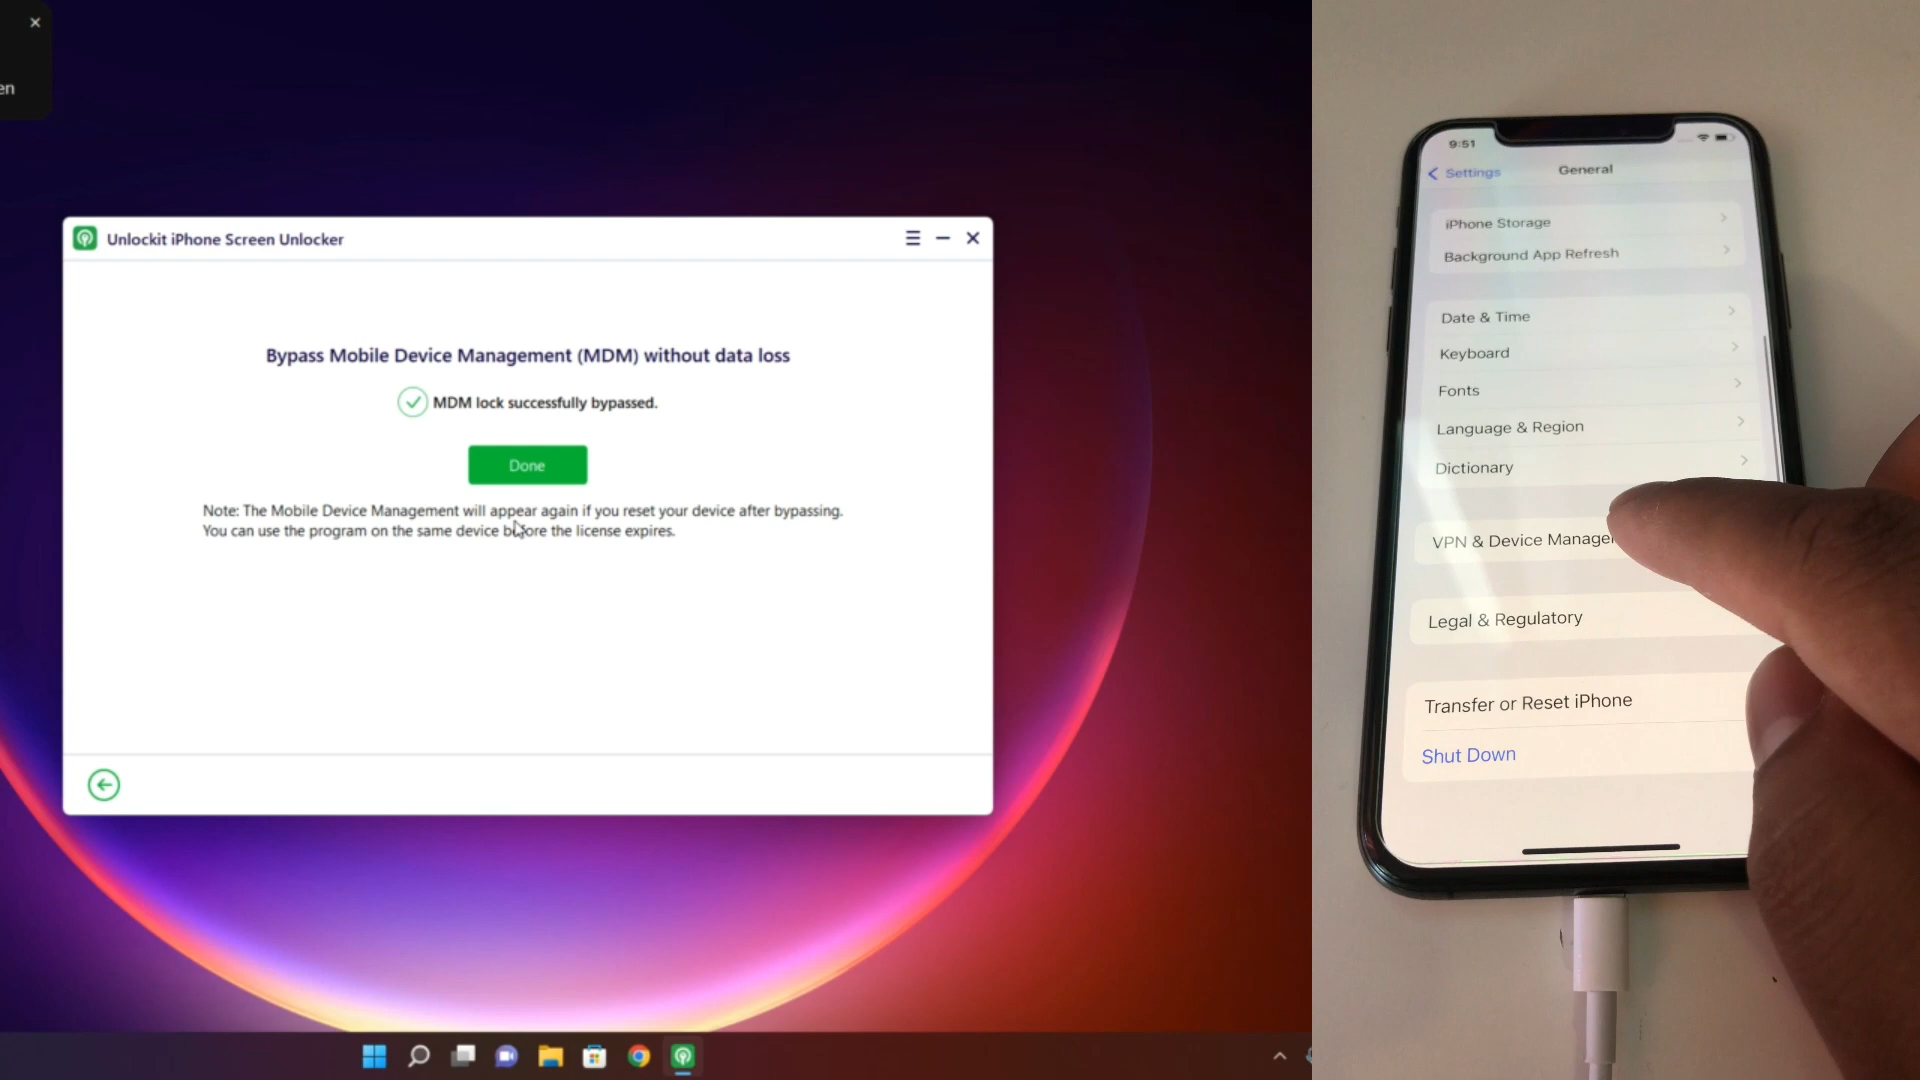 en
Unlockit iPhone Screen Unlocker
Bypass Mobile Device Management (MDM) without data loss
MDM lock successfully bypassed.
Done
Note: The Mobile Device Management will appear again if you reset your device after bypassing.
You can use the program on the same device before the license expires.
9:51
Settings
General
iPhone Storage
Background App Refresh
Date & Time
Keyboard
Fonts
Language & Region
Dictionary
VPN & Device Manage
Legal & Regulatory
Transfer or Reset iPhone
Shut Down